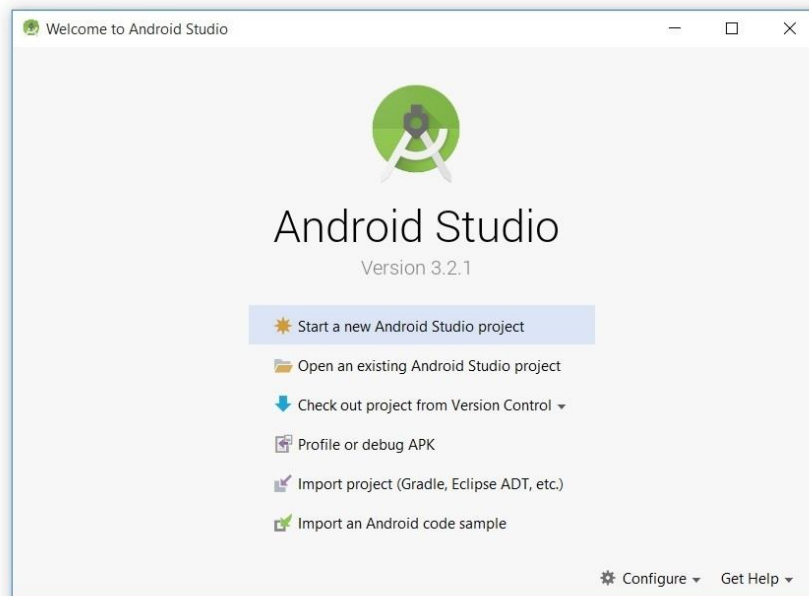 Welcome to Android Studio
Android Studio
Version 3.2.1
Start a new Android Studio project
Open an existing Android Studio project
Check out project from Version Control
Profile or debug APK
Import project (Gradle, Eclipse ADT, etc.)
Import an Android code sample
Configure Get Help